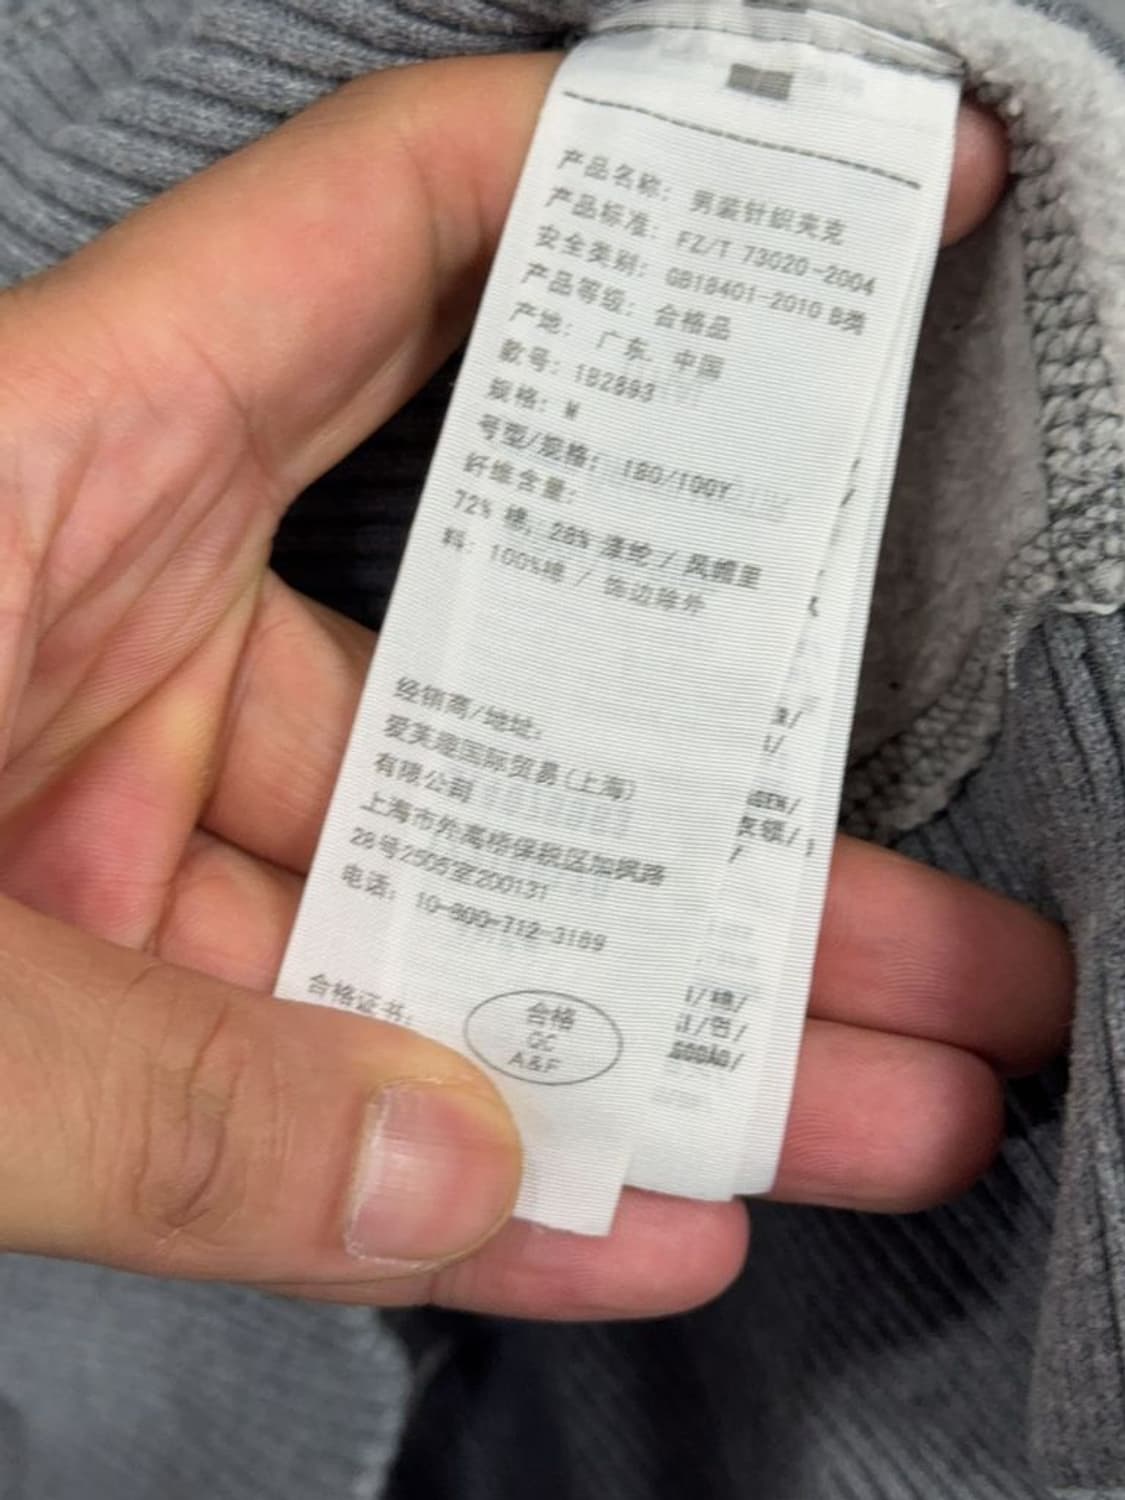 产品名称: 男装针织夹克
产品标准: FZ/T 73020-2004
安全类别: GB18401-2010 B类
产品等级: 合格品
产地: 广东, 中国
款号: 182893
规格: M
号型/规格: 180/100Y
纤维含量:
72% 棉, 28% 涤纶 / 风帽里
料: 100%棉 / 饰边除外
经销商/地址:
爱芙趣国际贸易(上海)
有限公司
上海市外高桥保税区加枫路
28号2505室200131
电话: 10-800-712-3189
合格证书:
合格
QC
A&F